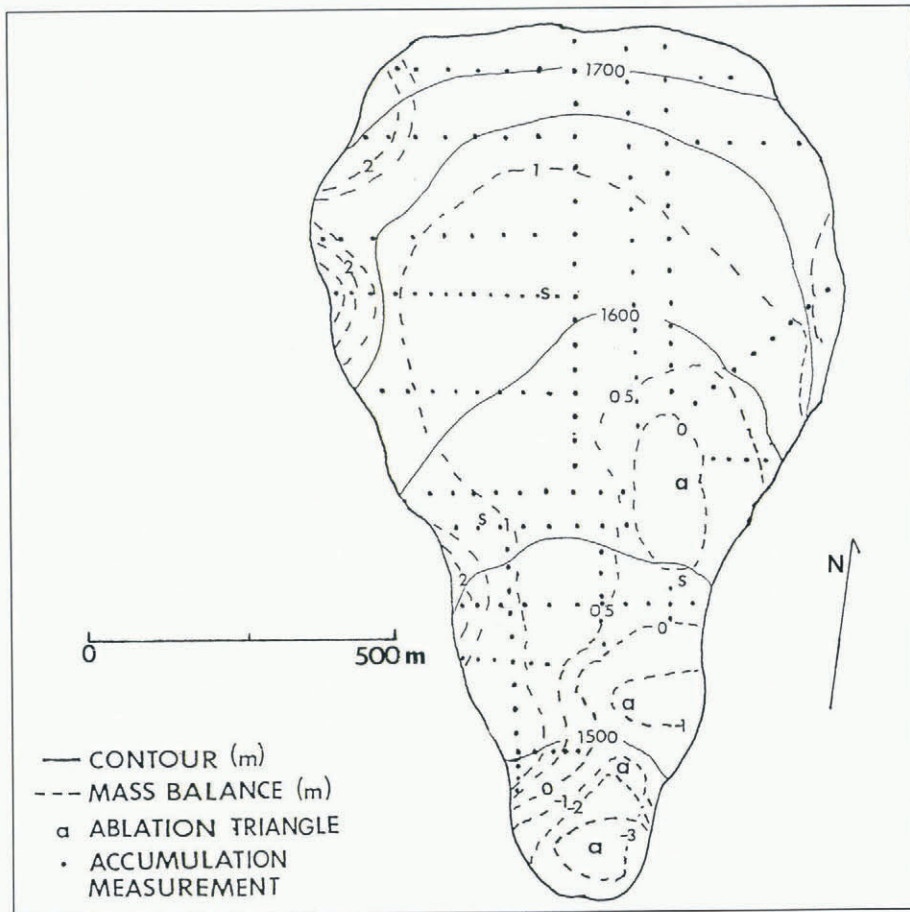 1700
2
1
2
S
1600
0 5
0
a
S
1
2
S
0 5
0
N
0
500 m
a
-1
1500
a
0
-1
-2
-3
a
CONTOUR (m)
MASS BALANCE (m)
a ABLATION TRIANGLE
ACCUMULATION
MEASUREMENT